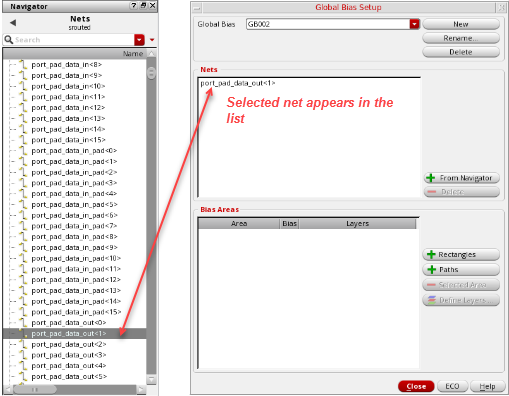 Navigator
?
Nets
srouted
Search
Name
port_pad_data_in<8>
port_pad_data_in<9>
port_pad_data_in<10>
port_pad_data_in<11>
port_pad_data_in<12>
port_pad_data_in<13>
port_pad_data_in<14>
port_pad_data_in<15>
port_pad_data_in_pad<0>
port_pad_data_in_pad<1>
port_pad_data_in_pad<2>
port_pad_data_in_pad<3>
port_pad_data_in_pad<4>
port_pad_data_in_pad<5>
port_pad_data_in_pad<6>
port_pad_data_in_pad<7>
port_pad_data_in_pad<8>
port_pad_data_in_pad<9>
port_pad_data_in_pad<10>
port_pad_data_in_pad<11>
port_pad_data_in_pad<12>
port_pad_data_in_pad<13>
port_pad_data_in_pad<14>
port_pad_data_in_pad<15>
port_pad_data_out<0>
port_pad_data_out<1>
port_pad_data_out<2>
port_pad_data_out<3>
port_pad_data_out<4>
port_pad_data_out<5>
Global Bias Setup
Global Bias GB002 New
Rename...
Delete
Nets
port_pad_data_out<1>
Selected net appears in the
list
From Navigator
Delete
Bias Areas
Area Bias Layers
Rectangles
Paths
Selected Area...
Define Layers...
Close ECO Help